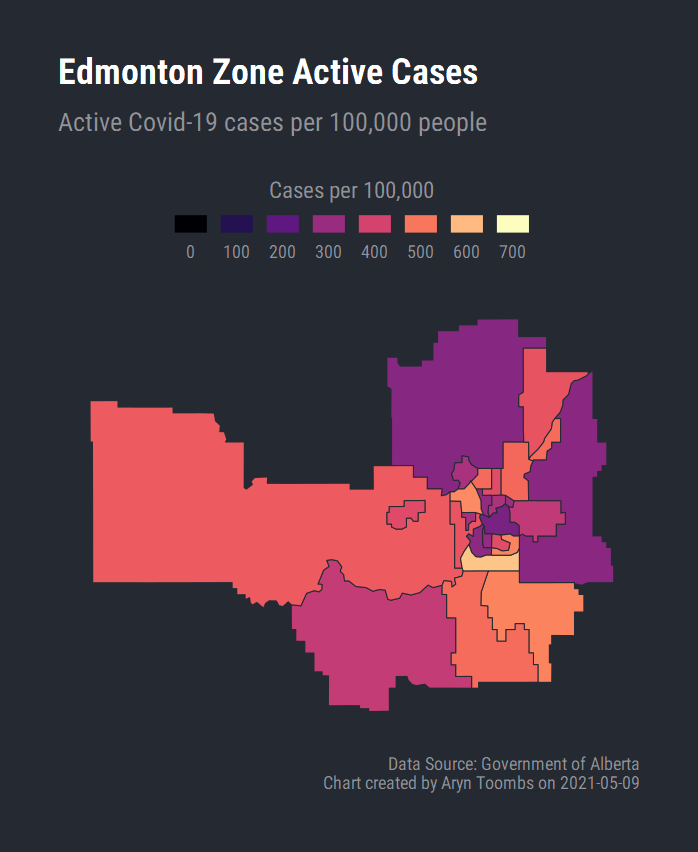 Edmonton Zone Active Cases
Active Covid-19 cases per 100,000 people
Cases per 100,000
0 100 200 300 400 500 600 700
Data Source: Government of Alberta
Chart created by Aryn Toombs on 2021-05-09